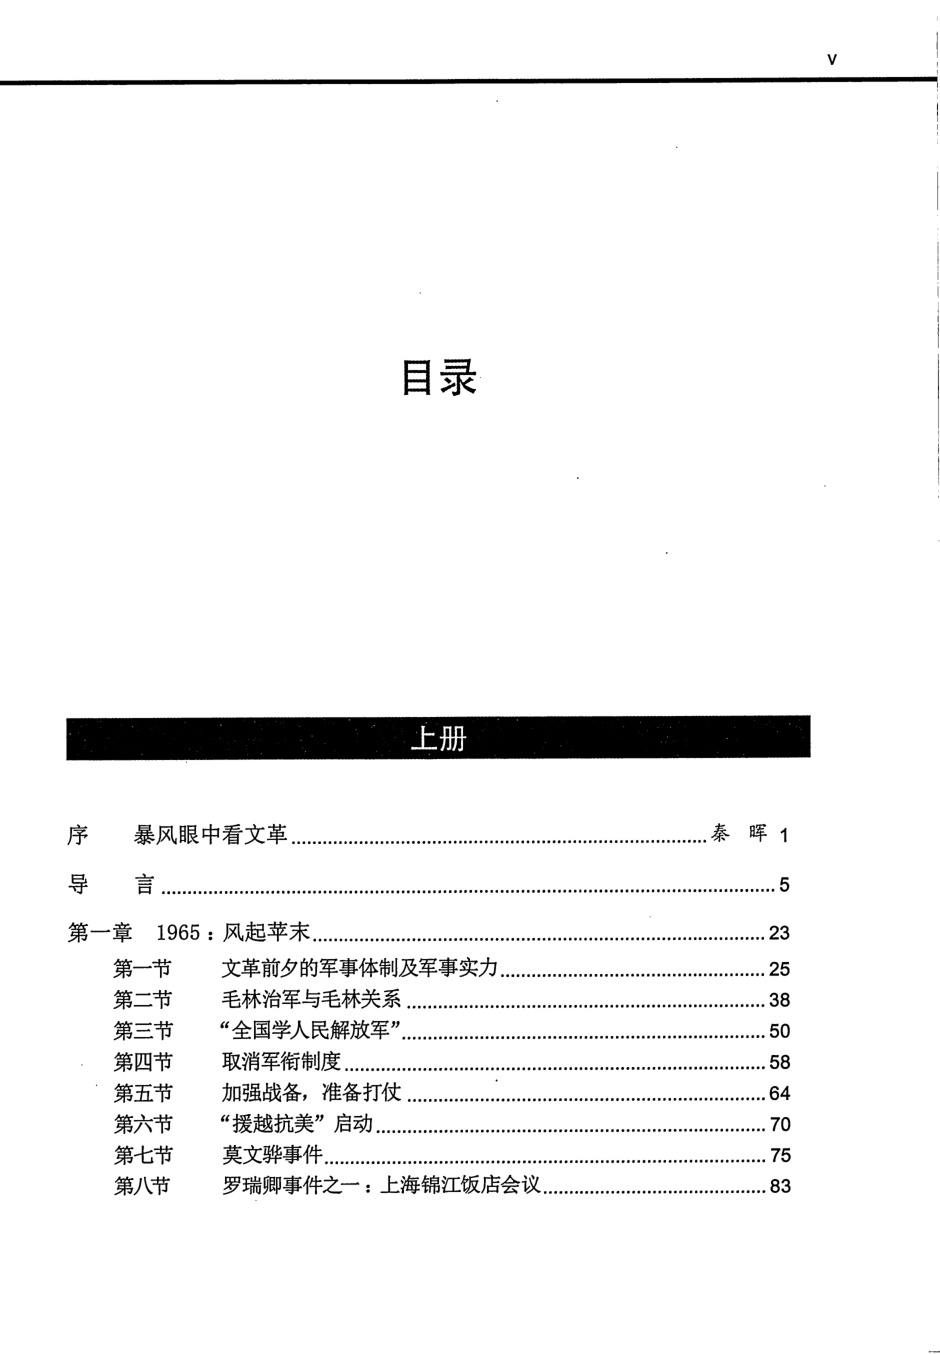 v
目录
上册
序 暴风眼中看文革 秦 晖 1
导 言 5
第一章 1965：风起苹末 23
第一节 文革前夕的军事体制及军事实力 25
第二节 毛林治军与毛林关系 38
第三节 “全国学人民解放军” 50
第四节 取消军衔制度 58
第五节 加强战备，准备打仗 64
第六节 “援越抗美”启动 70
第七节 莫文骅事件 75
第八节 罗瑞卿事件之一：上海锦江饭店会议 83